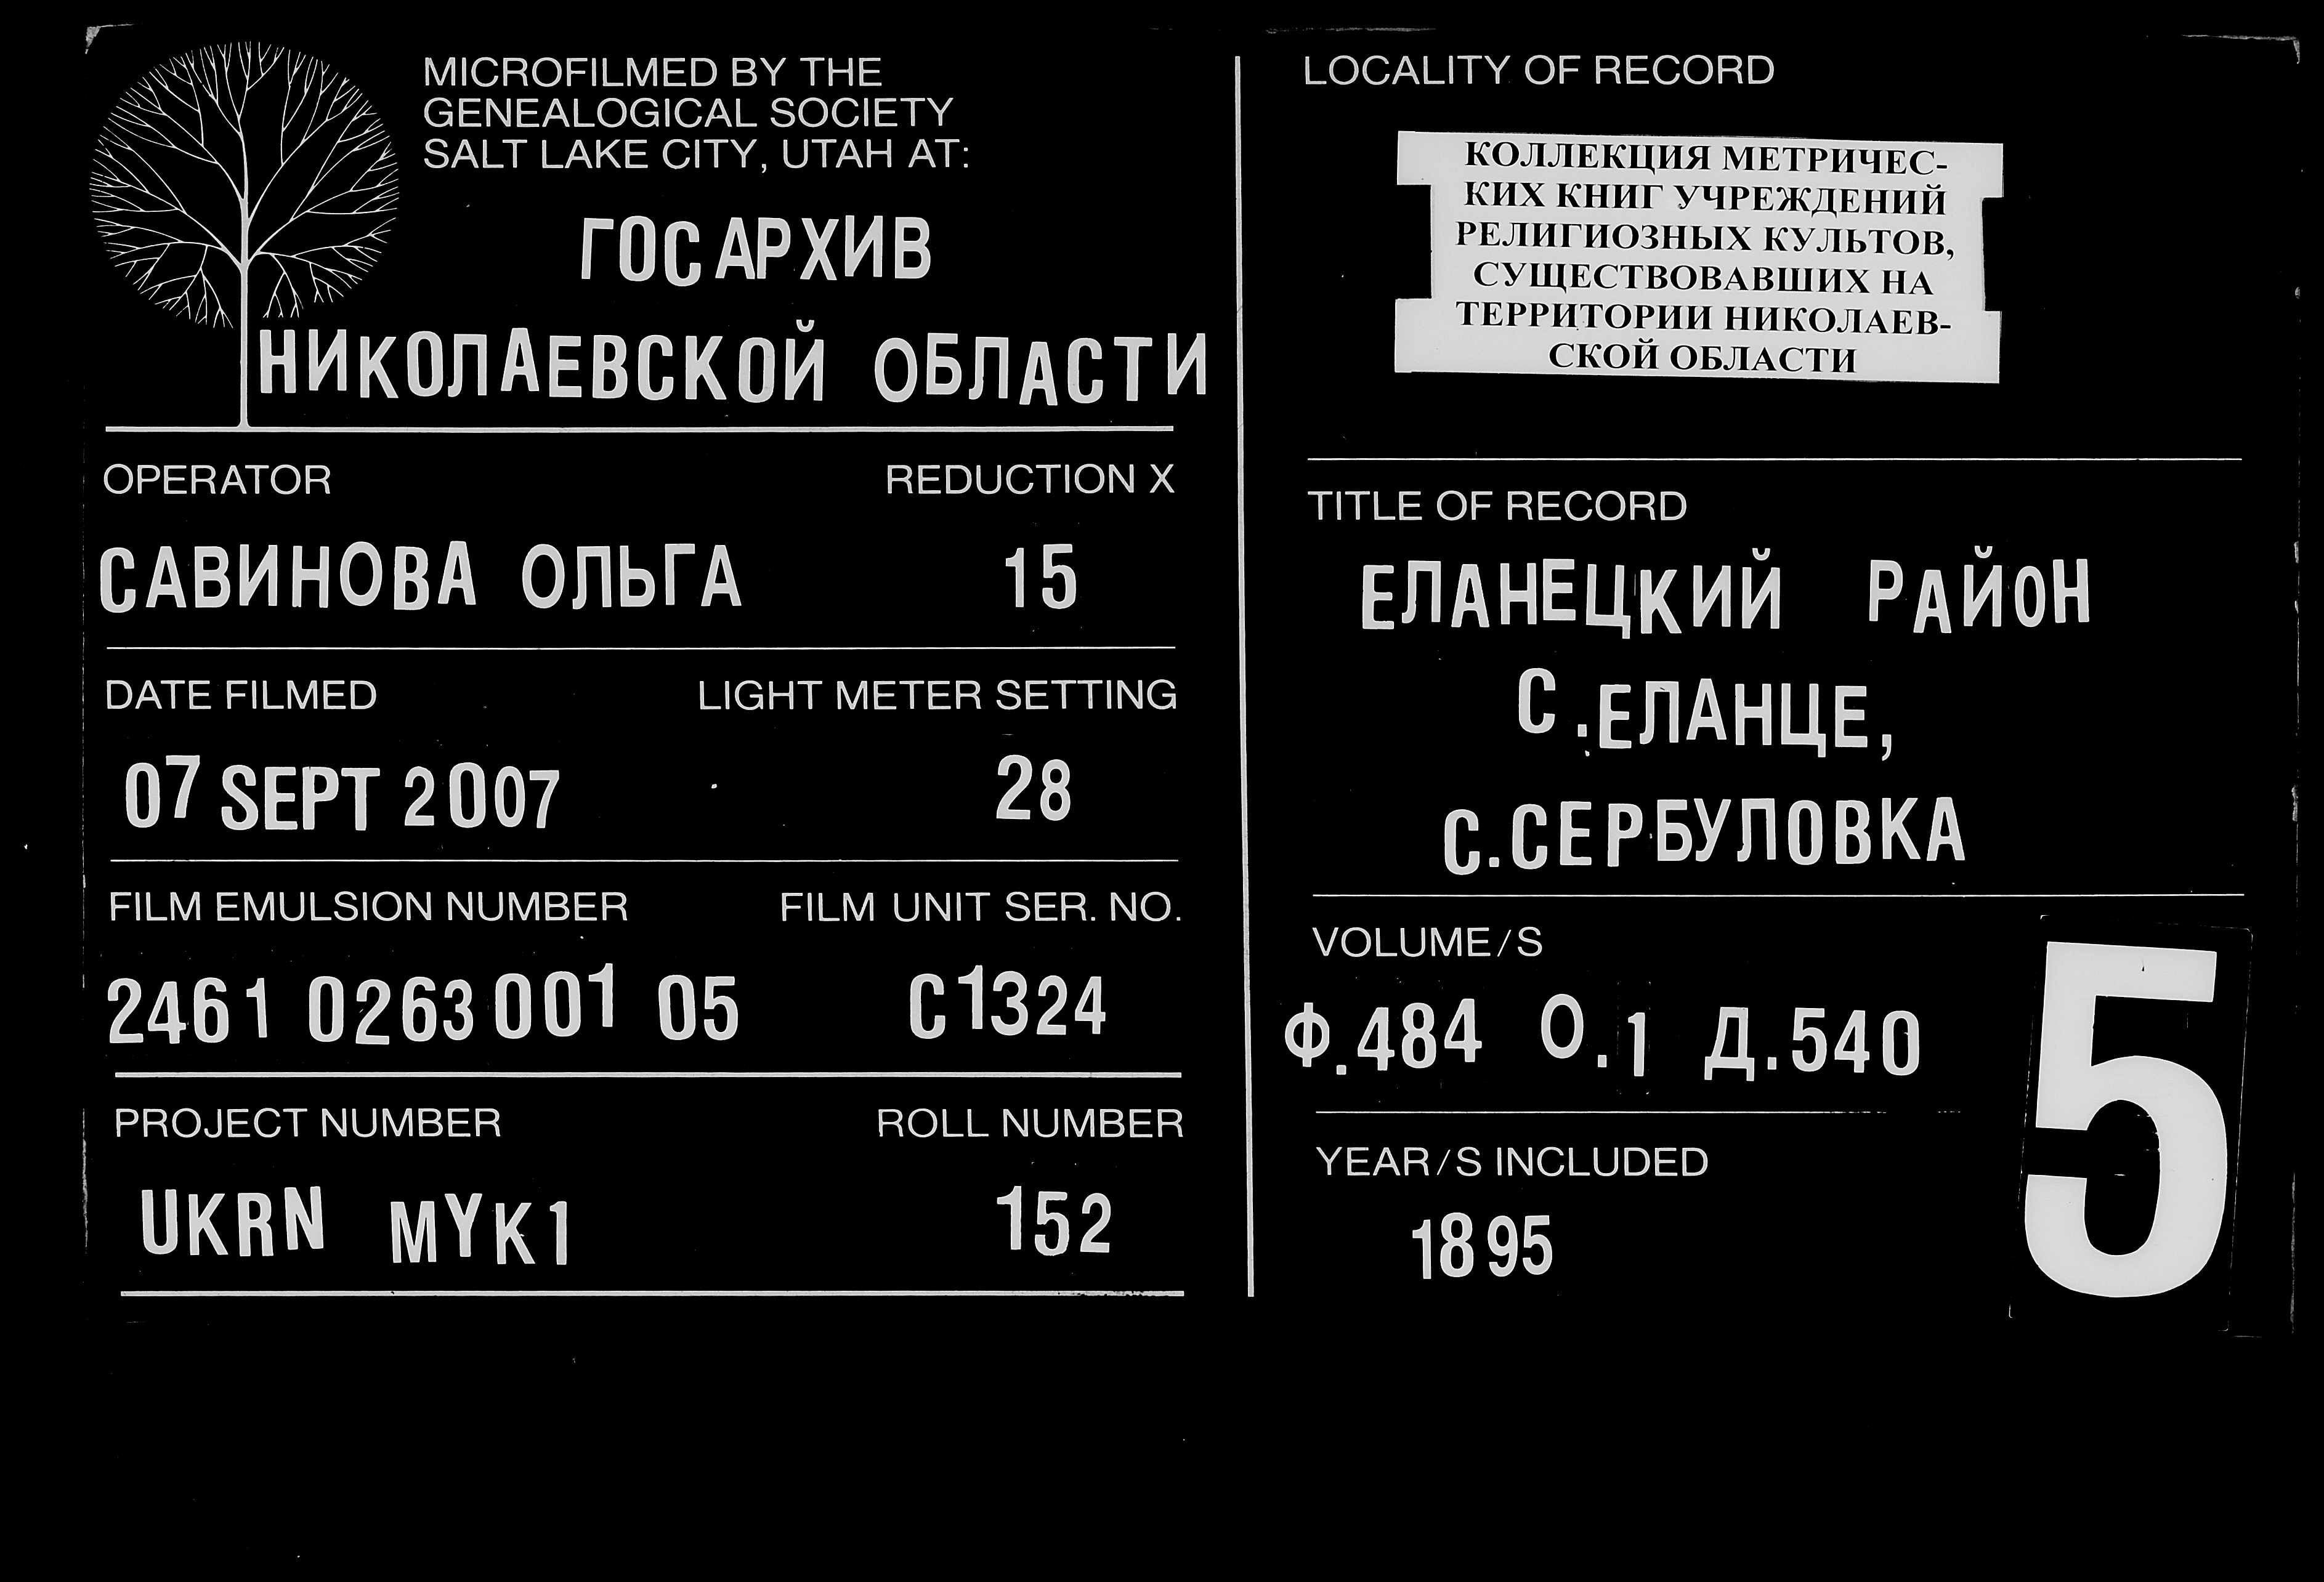 MICROFILMED BY THE
GENEALOGICAL SOCIETY
SALT LAKE CITY, UTAH AT:
ГОСАРХИВ
НИКОЛАЕВСКОЙ ОБЛАСТИ
OPERATOR REDUCTION X
САВИНОВА ОЛЬГА 15
DATE FILMED LIGHT METER SETTING
07 SEPT 2007 28
FILM EMULSION NUMBER FILM UNIT SER. NO.
2461 0263 001 05 C1324
PROJECT NUMBER ROLL NUMBER
UKRN MYK1 152
LOCALITY OF RECORD
КОЛЛЕКЦИЯ МЕТРИЧЕС-
КИХ КНИГ УЧРЕЖДЕНИЙ
РЕЛИГИОЗНЫХ КУЛЬТОВ,
СУЩЕСТВОВАВШИХ НА
ТЕРРИТОРИИ НИКОЛАЕВ-
СКОЙ ОБЛАСТИ
TITLE OF RECORD
ЕЛАНЕЦКИЙ РАЙОН
С.ЕЛАНЦЕ,
С.СЕРБУЛОВКА
VOLUME/S
Ф.484 О.1 Д.540
YEAR/S INCLUDED
1895
5